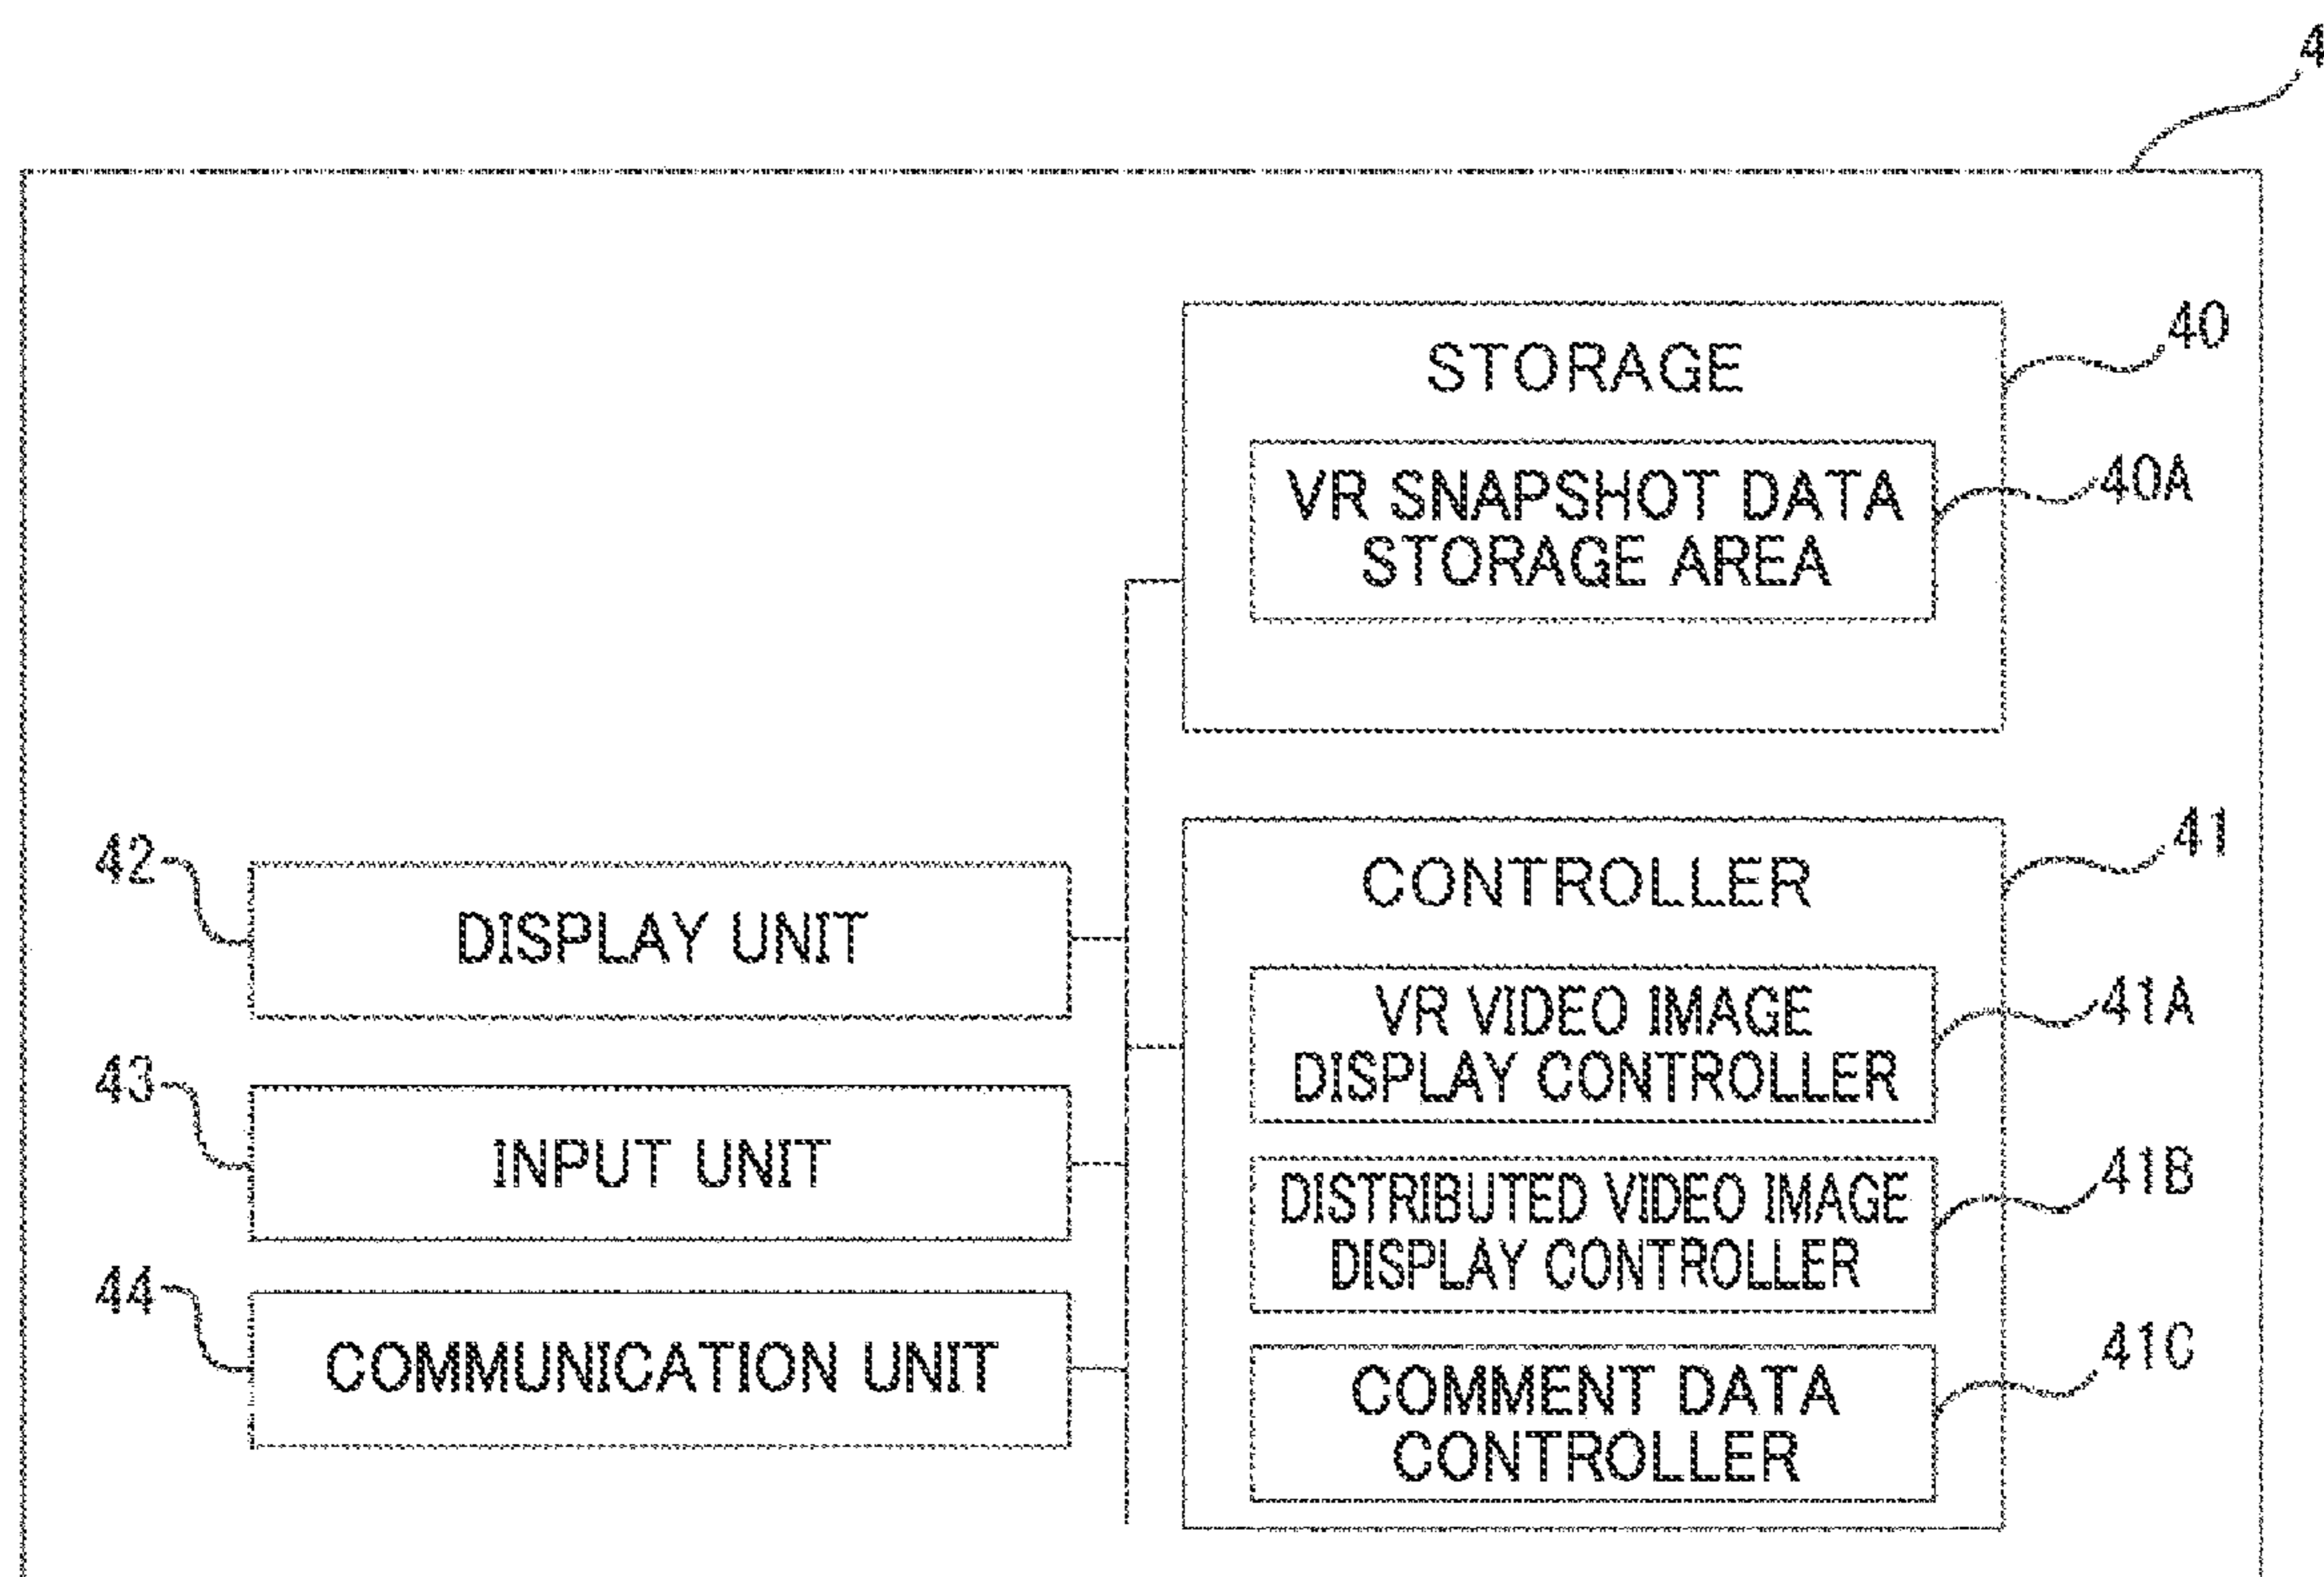 4
STORAGE
40
VR SNAPSHOT DATA
STORAGE AREA
40A
42
DISPLAY UNIT
43
INPUT UNIT
44
COMMUNICATION UNIT
CONTROLLER
41
VR VIDEO IMAGE
DISPLAY CONTROLLER
41A
DISTRIBUTED VIDEO IMAGE
DISPLAY CONTROLLER
41B
COMMENT DATA
CONTROLLER
41C